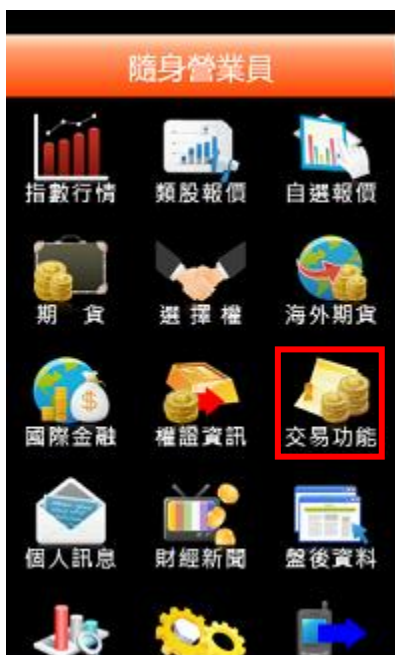 隨身營業員
指數行情 類股報價 自選報價
期 貨 選擇權 海外期貨
國際金融 權證資訊 交易功能
個人訊息 財經新聞 盤後資料